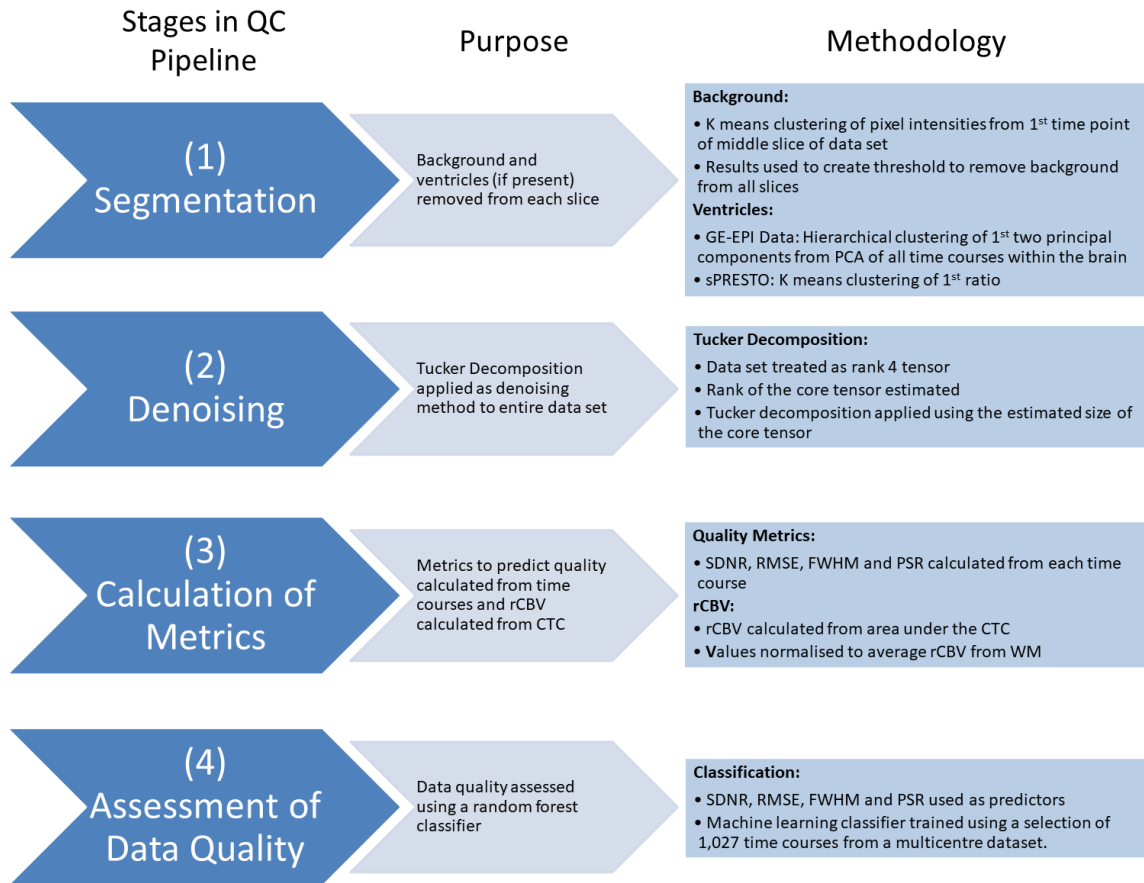 Stages in QC
Pipeline
Purpose
Methodology
(1)
Segmentation
Background and
ventricles (if present)
removed from each slice
Background:
• K means clustering of pixel intensities from 1st time point
of middle slice of data set
• Results used to create threshold to remove background
from all slices
Ventricles:
• GE-EPI Data: Hierarchical clustering of 1st two principal
components from PCA of all time courses within the brain
• sPRESTO: K means clustering of 1st ratio
(2)
Denoising
Tucker Decomposition
applied as denoising
method to entire data set
Tucker Decomposition:
• Data set treated as rank 4 tensor
• Rank of the core tensor estimated
• Tucker decomposition applied using the estimated size of
the core tensor
(3)
Calculation of
Metrics
Metrics to predict quality
calculated from time
courses and rCBV
calculated from CTC
Quality Metrics:
• SDNR, RMSE, FWHM and PSR calculated from each time
course
rCBV:
• rCBV calculated from area under the CTC
• Values normalised to average rCBV from WM
(4)
Assessment of
Data Quality
Data quality assessed
using a random forest
classifier
Classification:
• SDNR, RMSE, FWHM and PSR used as predictors
• Machine learning classifier trained using a selection of
1,027 time courses from a multicentre dataset.